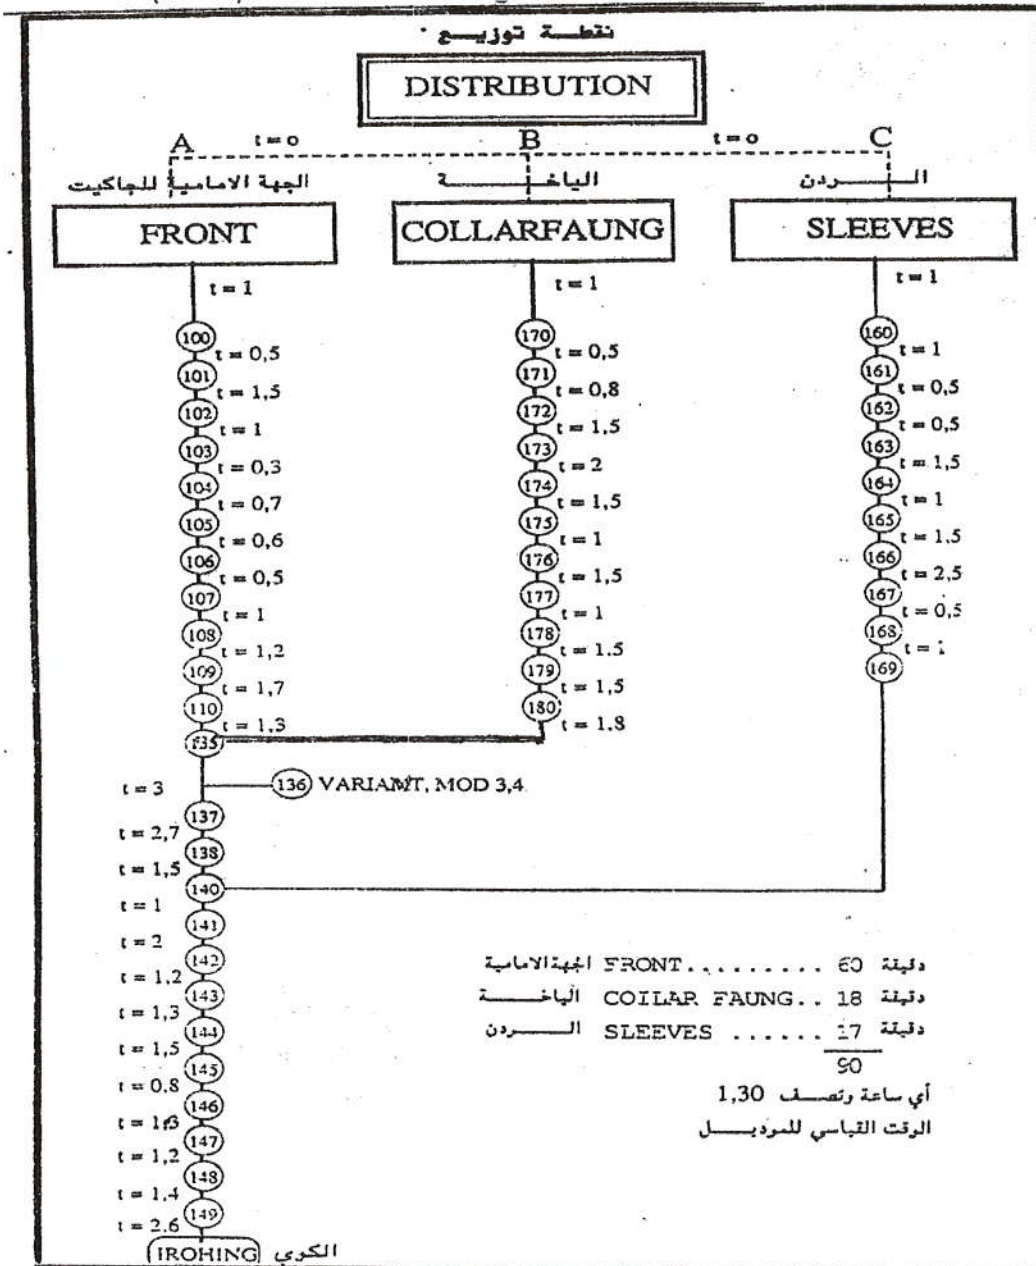 نقطة توزيع
DISTRIBUTION
A t=o B t=o C
الجهة الامامية للجاكيت الياخة الردن
FRONT COLLARFAUNG SLEEVES
t = 1 t = 1 t = 1
100 170 160
t = 0,5 t = 0,5 t = 1
101 171 161
t = 1,5 t = 0,8 t = 0,5
102 172 162
t = 1 t = 1,5 t = 0,5
103 173 163
t = 0,3 t = 2 t = 1,5
104 174 164
t = 0,7 t = 1,5 t = 1
105 175 165
t = 0,6 t = 1 t = 1.5
106 176 166
t = 0,5 t = 1,5 t = 2,5
107 177 167
t = 1 t = 1 t = 0,5
108 178 168
t = 1,2 t = 1.5 t =
109 179 169
t = 1,7 t = 1,5
110 180
t = 1,3 t = 1.8
135
t = 3 136 VARIAMT, MOD 3,4
137
t = 2,7
138
t = 1,5
140
t = 1
141
t = 2
142
t = 1,2
143
t = 1,3
144
t = 1,5
145
t = 0,8
146
t = 1,3
147
t = 1,2
148
t = 1,4
149
t = 2,6
IROHING الكوي
الجهة الامامية FRONT.......... 60 دقيقة
الياخة COILAR FAUNG.. 18 دقيقة
الردن SLEEVES ...... 17 دقيقة
90
أي ساعة ونصف 1,30
الوقت القياسي للموديل